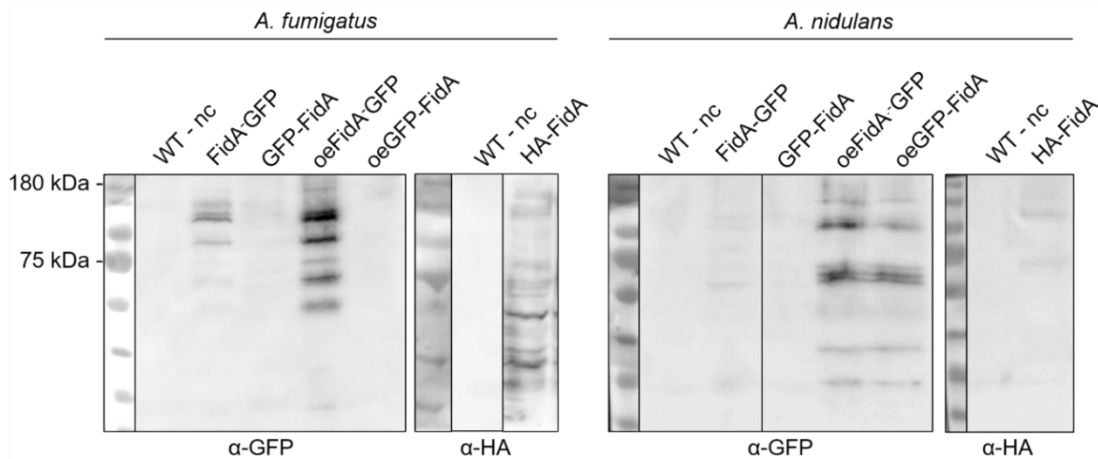 A. fumigatus
A. nidulans
WT - nc
FidA-GFP
GFP-FidA
oeFidA-GFP
oeGFP-FidA
WT - nc
HA-FidA
WT - nc
FidA-GFP
GFP-FidA
oeFidA-GFP
oeGFP-FidA
WT - nc
HA-FidA
180 kDa -
75 kDa -
α-GFP
α-HA
α-GFP
α-HA